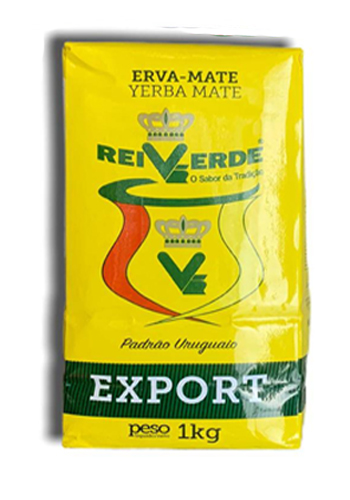 ERVA-MATE
YERBA MATE
REI VERDE
O Sabor da Tradição
Padrão Uruguaio
EXPORT
peso
1kg